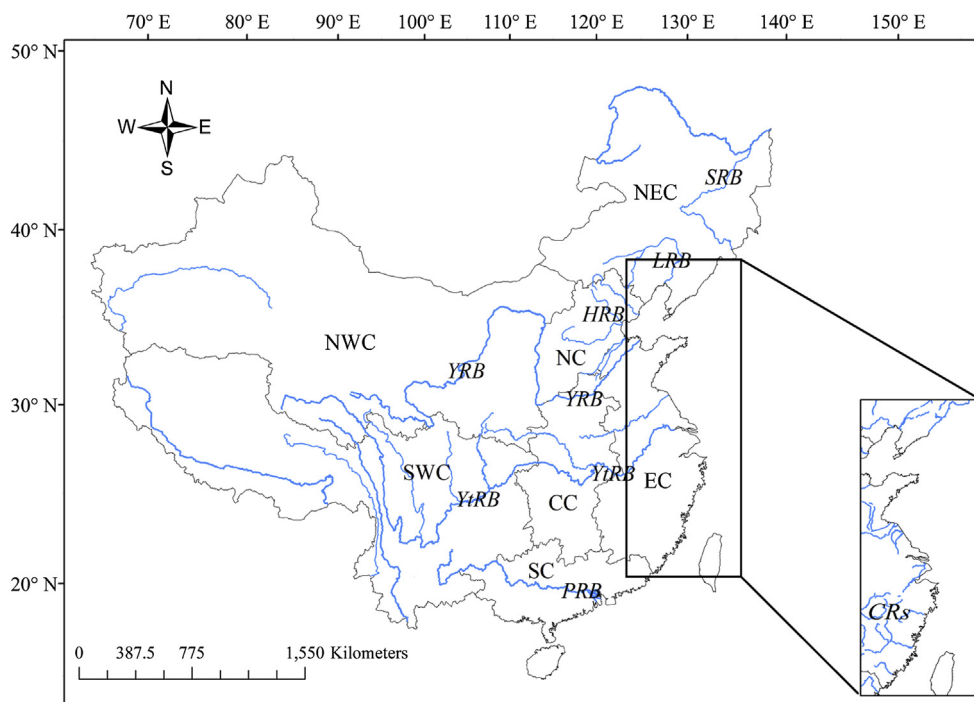 70° E 80° E 90° E 100° E 110° E 120° E 130° E 140° E 150° E
50° N
N
W E
S
SRB
NEC
40° N
LRB
HRB
NWC
NC
YRB
YRB
30° N
SWC
YtRB
EC
YtRB
CC
SC
20° N
PRB
CRs
0 387.5 775 1,550 Kilometers